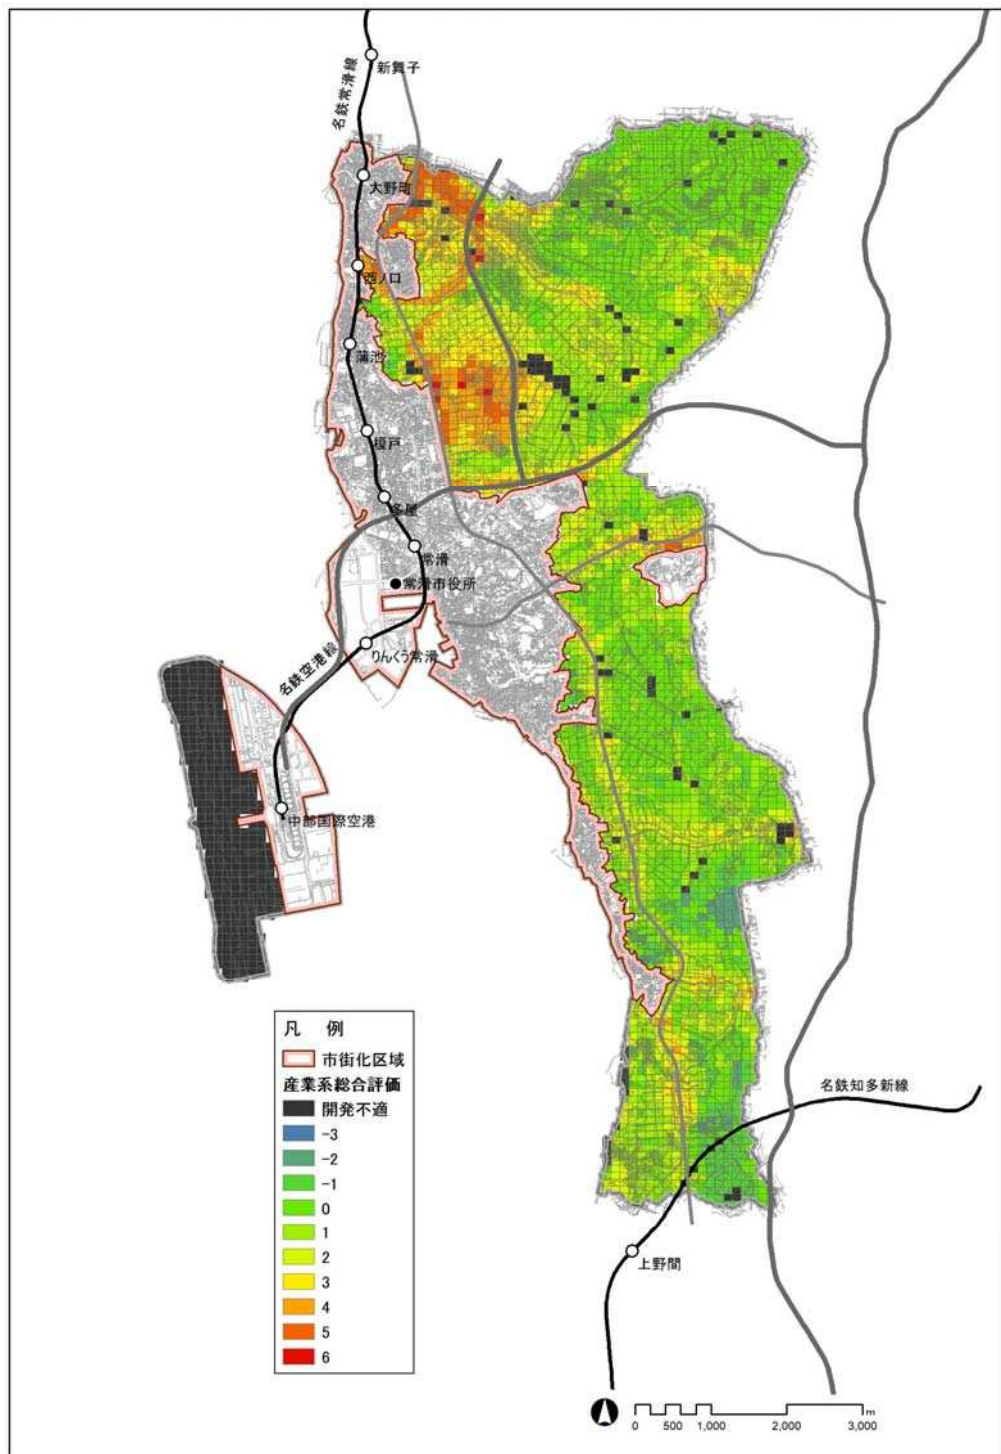 新舞子
名鉄常滑線
大野町
西ノ口
蒲池
榎戸
多屋
常滑
常滑市役所
りんくう常滑
名鉄空港線
中部国際空港
凡 例
市街化区域
産業系総合評価
開発不適
-3
-2
-1
0
1
2
3
4
5
6
名鉄知多新線
上野間
m
0 500 1,000 2,000 3,000